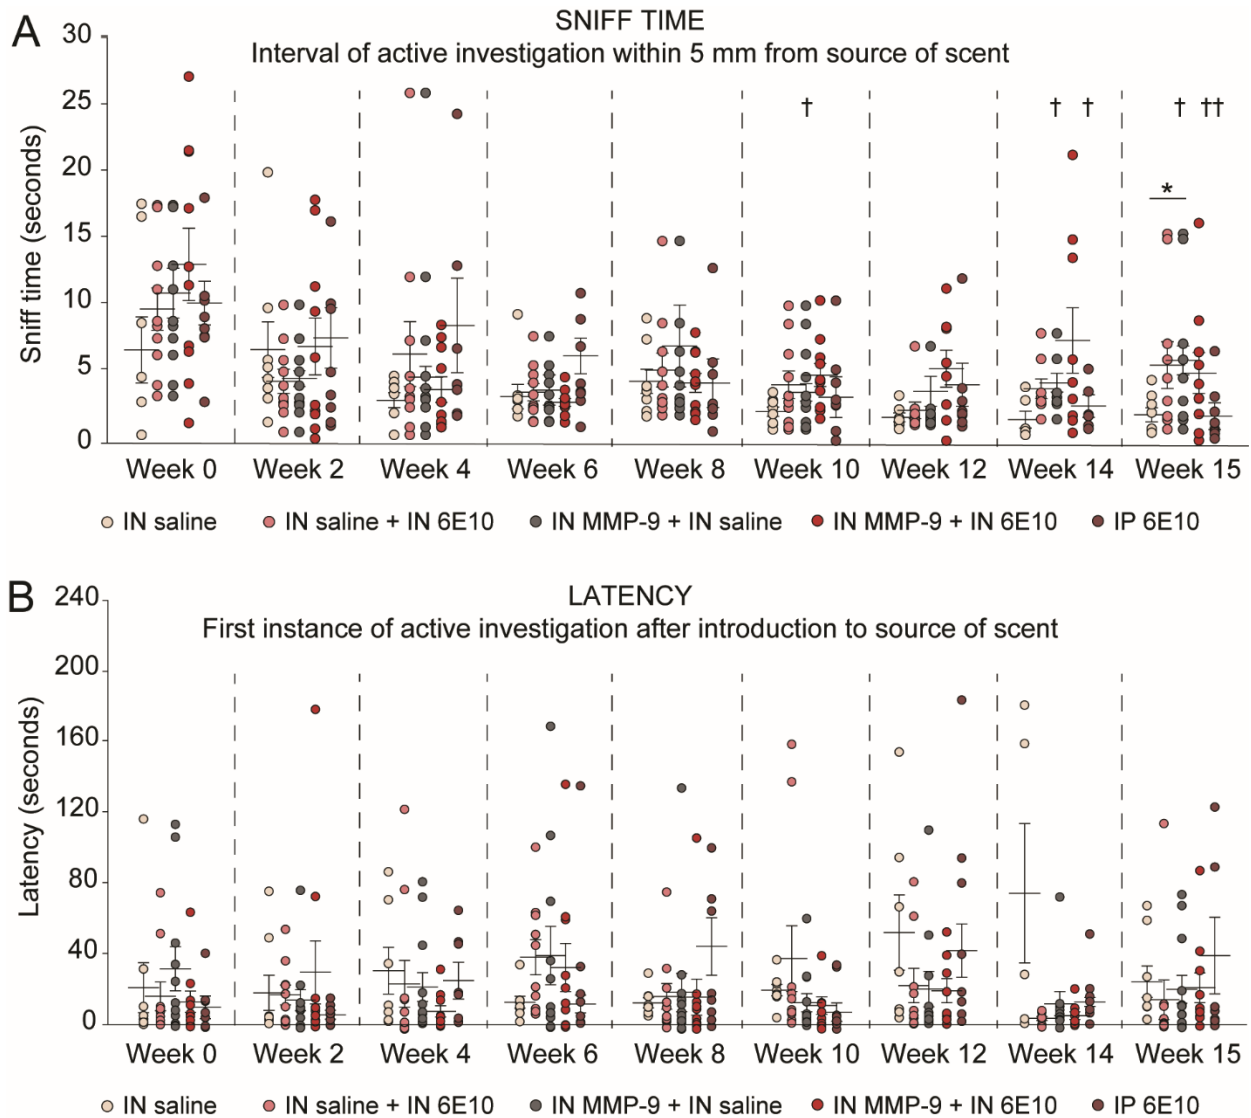 A
SNIFF TIME
Interval of active investigation within 5 mm from source of scent
Sniff time (seconds)
30
25
20
15
10
5
0
† † † † ††
*
Week 0 Week 2 Week 4 Week 6 Week 8 Week 10 Week 12 Week 14 Week 15
IN saline IN saline + IN 6E10 IN MMP-9 + IN saline IN MMP-9 + IN 6E10 IP 6E10
B
LATENCY
First instance of active investigation after introduction to source of scent
Latency (seconds)
240
200
160
120
80
40
0
Week 0 Week 2 Week 4 Week 6 Week 8 Week 10 Week 12 Week 14 Week 15
IN saline IN saline + IN 6E10 IN MMP-9 + IN saline IN MMP-9 + IN 6E10 IP 6E10